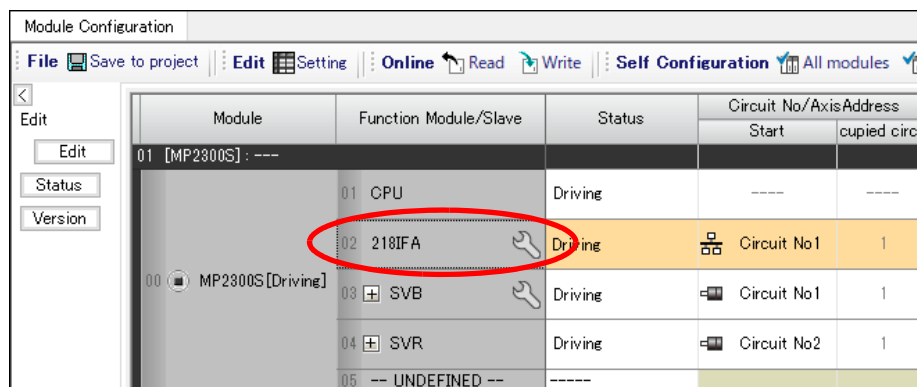 Module Configuration
File Save to project Edit Setting Online Read Write Self Configuration All modules
<
Edit
Edit
Status
Version
Module Function Module/Slave Status Circuit No/AxisAddress
Start cupied circ
01 [MP2300S] : ---
01 CPU Driving ---- ----
02 218IFA Driving Circuit No1 1
00 MP2300S[Driving]
03 + SVB Driving Circuit No1 1
04 + SVR Driving Circuit No2 1
05 -- UNDEFINED -- -----